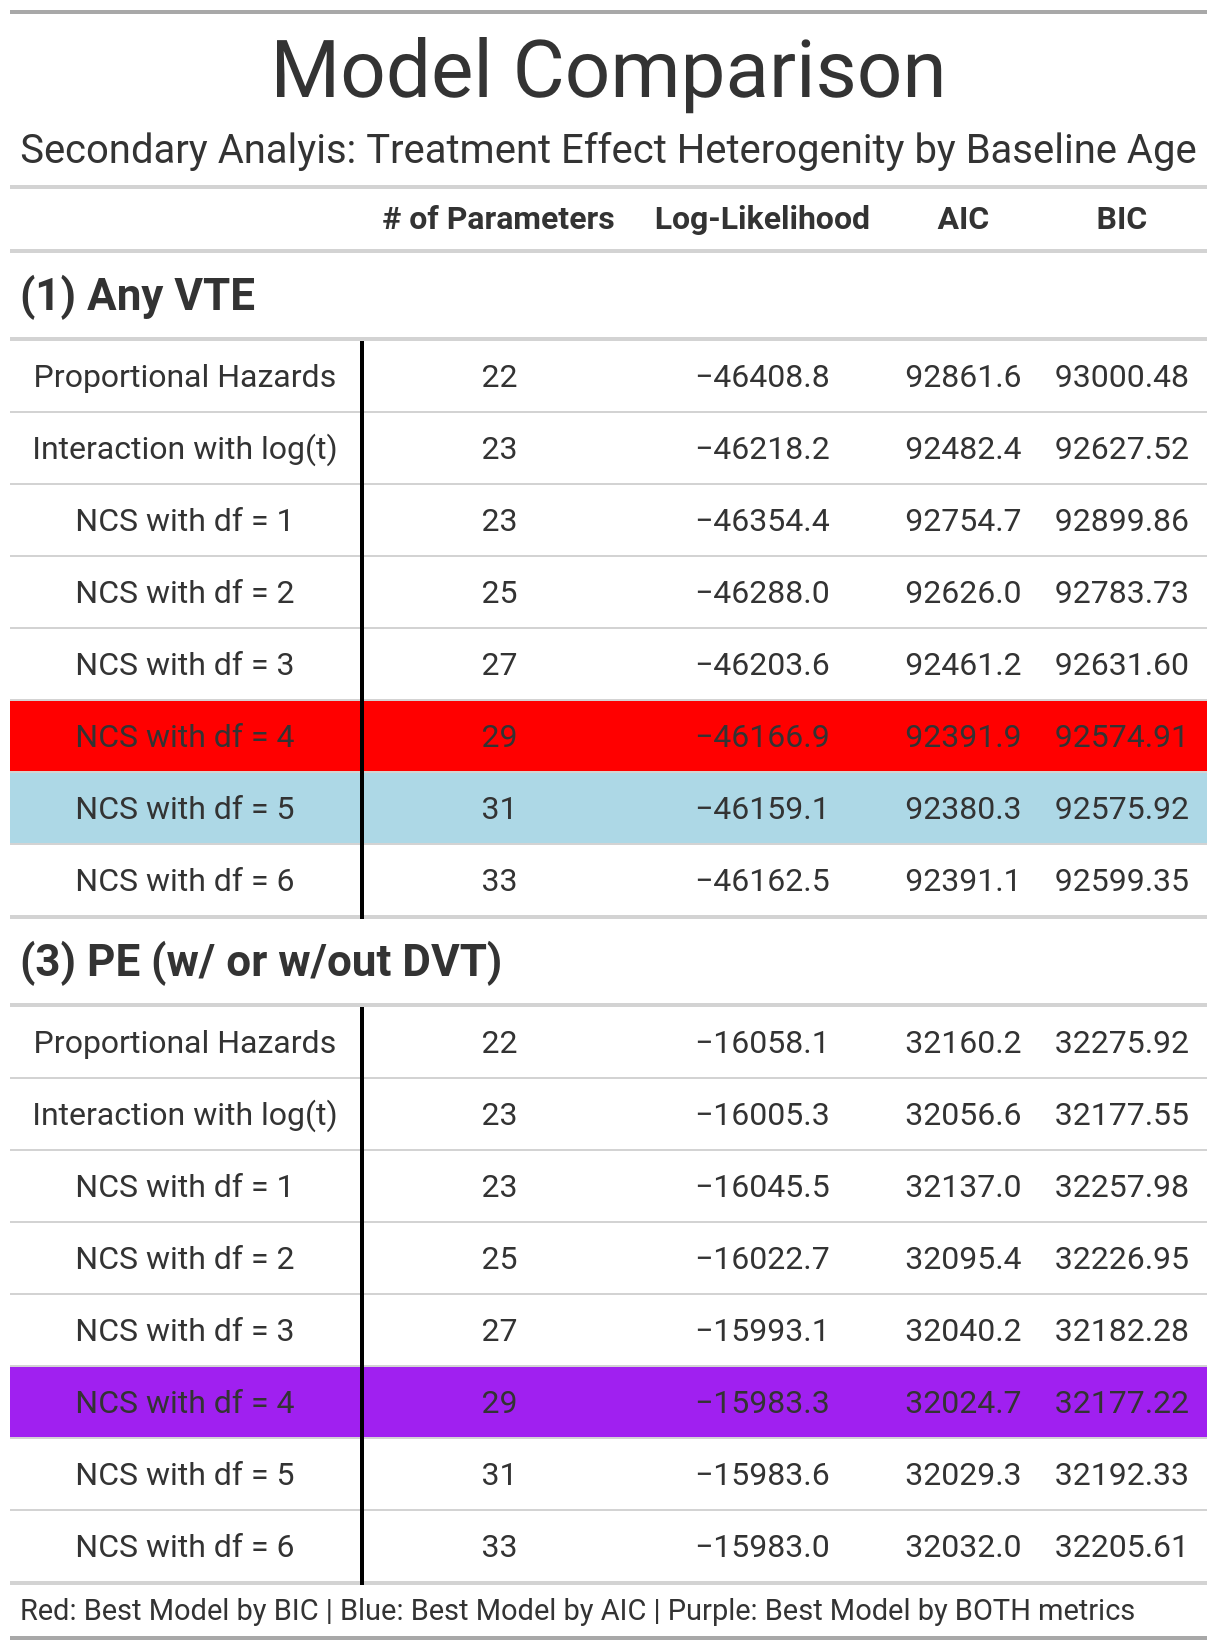 Model Comparison
Secondary Analyis: Treatment Effect Heterogenity by Baseline Age
# of Parameters Log-Likelihood AIC BIC
(1) Any VTE
Proportional Hazards 22 −46408.8 92861.6 93000.48
Interaction with log(t) 23 −46218.2 92482.4 92627.52
NCS with df = 1 23 −46354.4 92754.7 92899.86
NCS with df = 2 25 −46288.0 92626.0 92783.73
NCS with df = 3 27 −46203.6 92461.2 92631.60
NCS with df = 4 29 −46166.9 92391.9 92574.91
NCS with df = 5 31 −46159.1 92380.3 92575.92
NCS with df = 6 33 −46162.5 92391.1 92599.35
(3) PE (w/ or w/out DVT)
Proportional Hazards 22 −16058.1 32160.2 32275.92
Interaction with log(t) 23 −16005.3 32056.6 32177.55
NCS with df = 1 23 −16045.5 32137.0 32257.98
NCS with df = 2 25 −16022.7 32095.4 32226.95
NCS with df = 3 27 −15993.1 32040.2 32182.28
NCS with df = 4 29 −15983.3 32024.7 32177.22
NCS with df = 5 31 −15983.6 32029.3 32192.33
NCS with df = 6 33 −15983.0 32032.0 32205.61
Red: Best Model by BIC | Blue: Best Model by AIC | Purple: Best Model by BOTH metrics